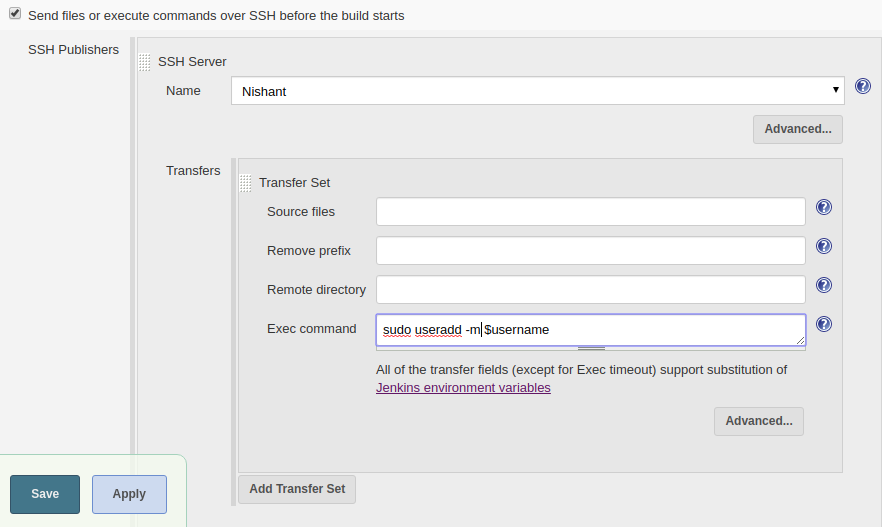 Send files or execute commands over SSH before the build starts
SSH Publishers
SSH Server
Name
Nishant
Advanced...
Transfers
Transfer Set
Source files
Remove prefix
Remote directory
Exec command
sudo useradd -m $username
All of the transfer fields (except for Exec timeout) support substitution of
Jenkins environment variables
Advanced...
Add Transfer Set
Save
Apply